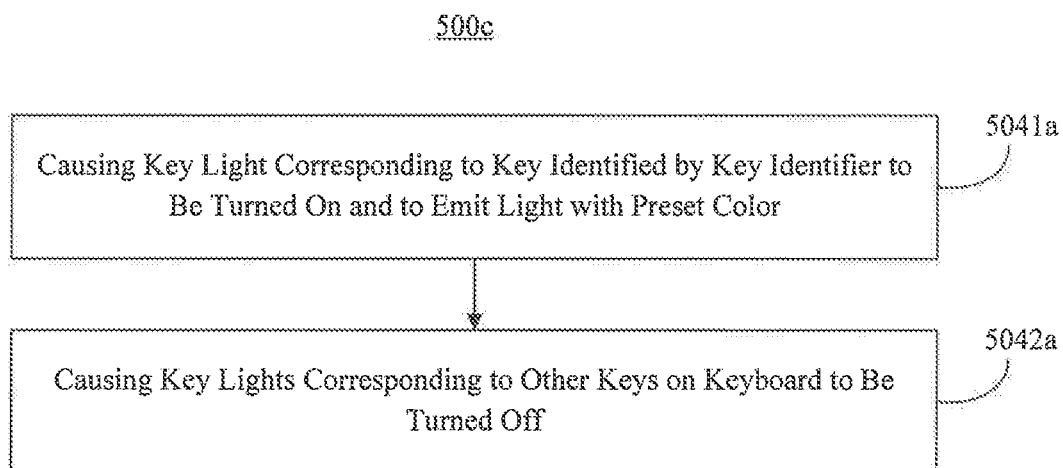 500c
5041a
Causing Key Light Corresponding to Key Identified by Key Identifier to
Be Turned On and to Emit Light with Preset Color
5042a
Causing Key Lights Corresponding to Other Keys on Keyboard to Be
Turned Off